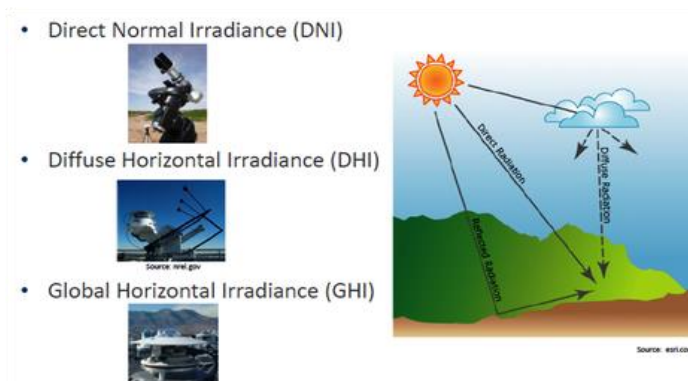 • Direct Normal Irradiance (DNI)
• Diffuse Horizontal Irradiance (DHI)
Source: nrel.gov
• Global Horizontal Irradiance (GHI)
Direct Radiation
Diffuse Radiation
Reflected Radiation
Source: esri.co